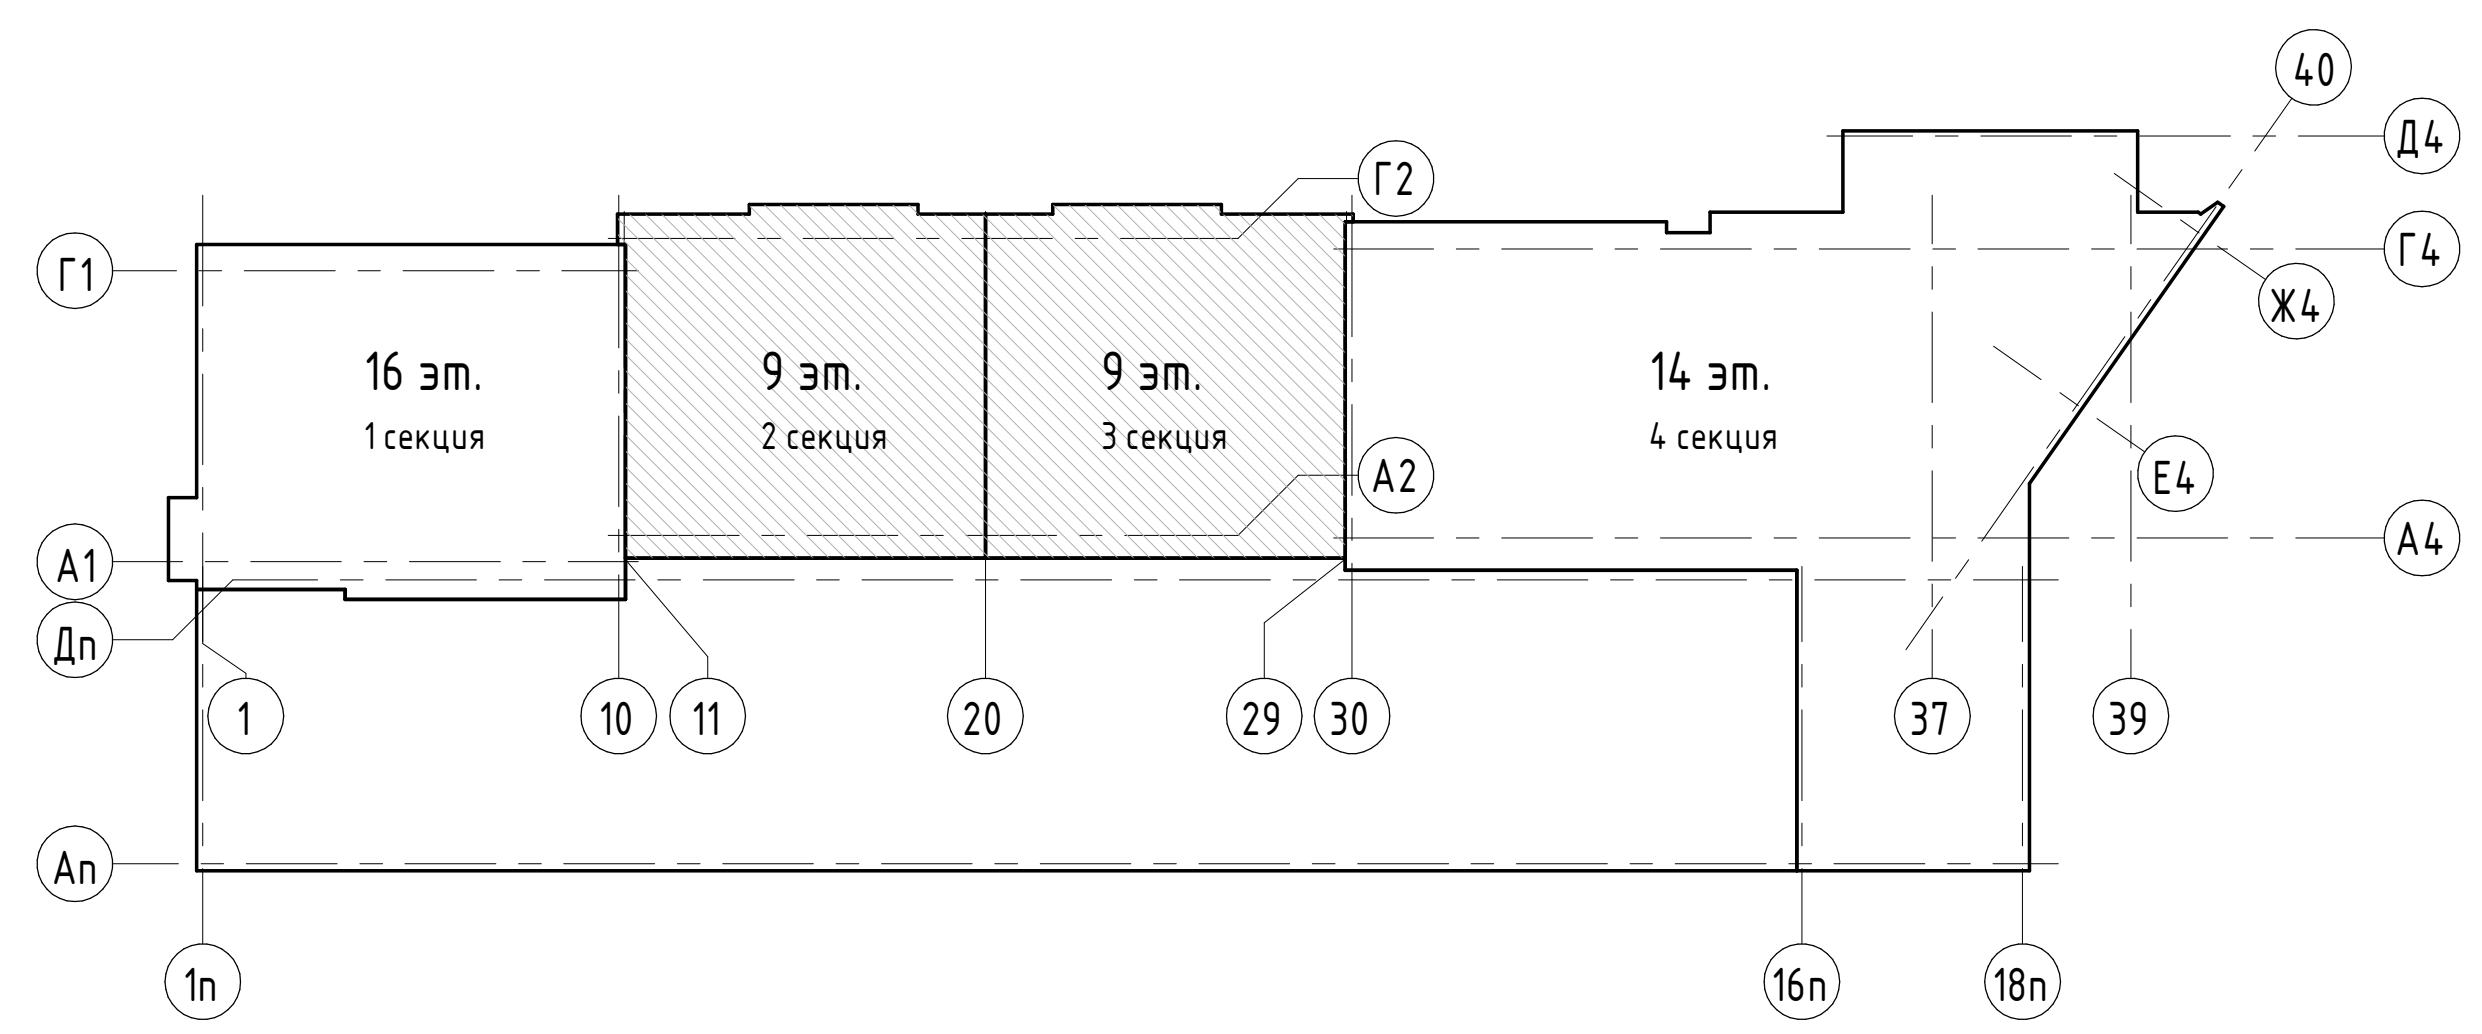 40
Д4
Г2
Г4
Г1
Ж4
16 эт.
9 эт.
9 эт.
14 эт.
1 секция
2 секция
3 секция
4 секция
А2
Е4
А1
А4
Дп
1
10
11
20
29
30
37
39
Ап
1п
16п
18п